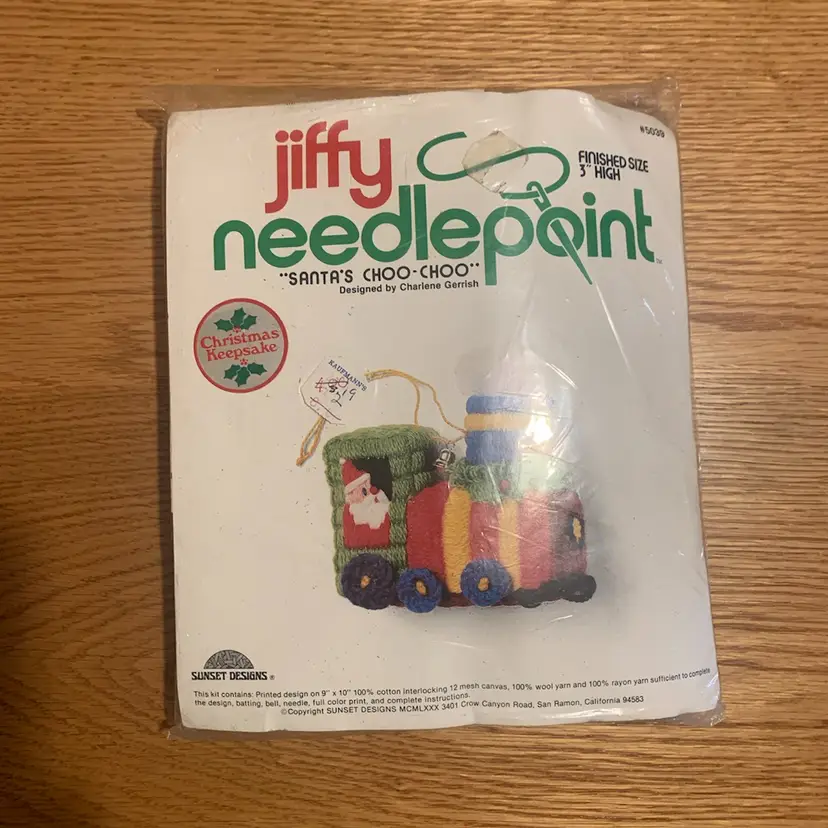 #5039
jiffy
FINISHED SIZE
3" HIGH
needlepoint™
"SANTA'S CHOO-CHOO"
Designed by Charlene Gerrish
Christmas
Keepsake
KAUFMANN'S
SUNSET DESIGNS®
This kit contains: Printed design on 9" x 10" 100% cotton interlocking 12 mesh canvas, 100% wool yarn and 100% rayon yarn sufficient to complete
the design, batting, bell, needle, full color print, and complete instructions.
©Copyright SUNSET DESIGNS MCMLXXX 3401 Crow Canyon Road, San Ramon, California 94583